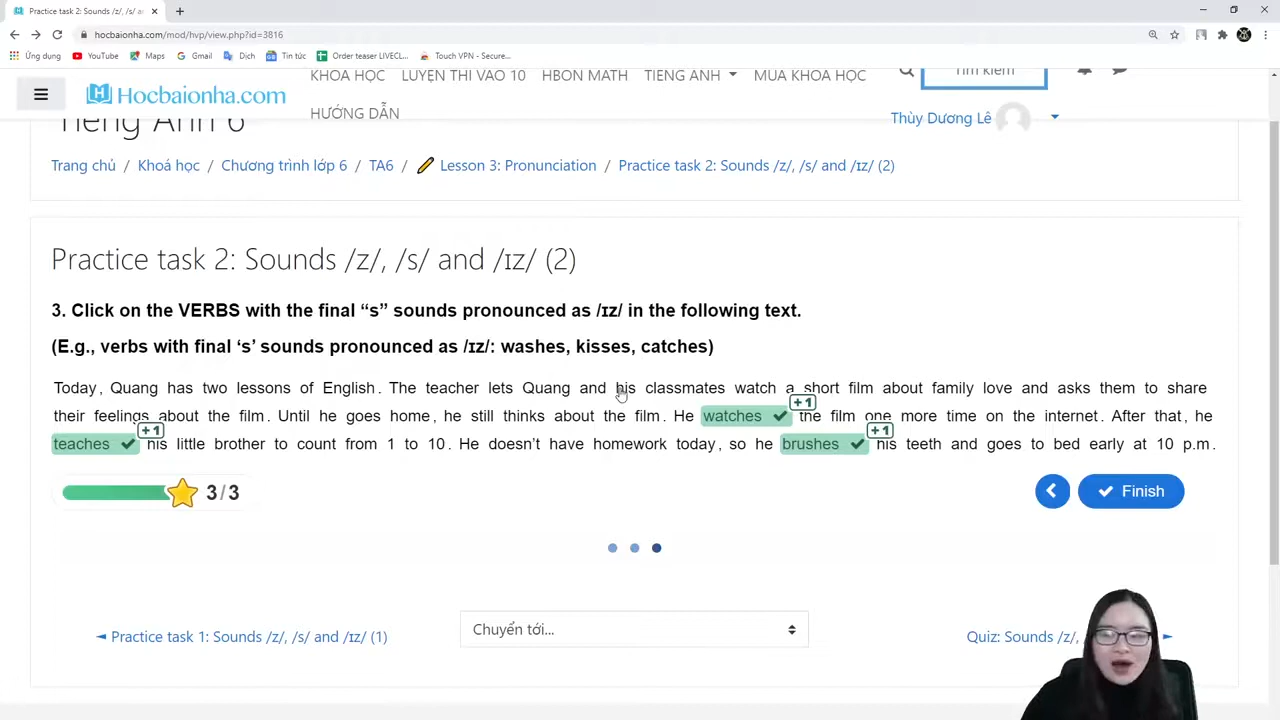 Practice task 2: Sounds /z/, /s/ a
hocbaionha.com/mod/hvp/view.php?id=3816
Ứng dụng YouTube Maps Gmail Dịch Tin tức Order teaser LIVECL... Touch VPN - Secure...
KHOÁ HỌC LUYỆN THI VÀO 10 HBON MATH TIẾNG ANH MUA KHÓA HỌC Tìm kiếm
Hocbaionha.com
HƯỚNG DẪN
Thùy Dương Lê
Tiếng Anh 6
Trang chủ / Khoá học / Chương trình lớp 6 / TA6 / Lesson 3: Pronunciation / Practice task 2: Sounds /z/, /s/ and /ɪz/ (2)
Practice task 2: Sounds /z/, /s/ and /ɪz/ (2)
3. Click on the VERBS with the final “s” sounds pronounced as /ɪz/ in the following text.
(E.g., verbs with final ‘s’ sounds pronounced as /ɪz/: washes, kisses, catches)
Today, Quang has two lessons of English. The teacher lets Quang and his classmates watch a short film about family love and asks them to share
their feelings about the film. Until he goes home, he still thinks about the film. He watches +1 the film one more time on the internet. After that, he
teaches +1 his little brother to count from 1 to 10. He doesn’t have homework today, so he brushes +1 his teeth and goes to bed early at 10 p.m.
3/3
Finish
◄ Practice task 1: Sounds /z/, /s/ and /ɪz/ (1)
Chuyển tới...
Quiz: Sounds /z/, ►